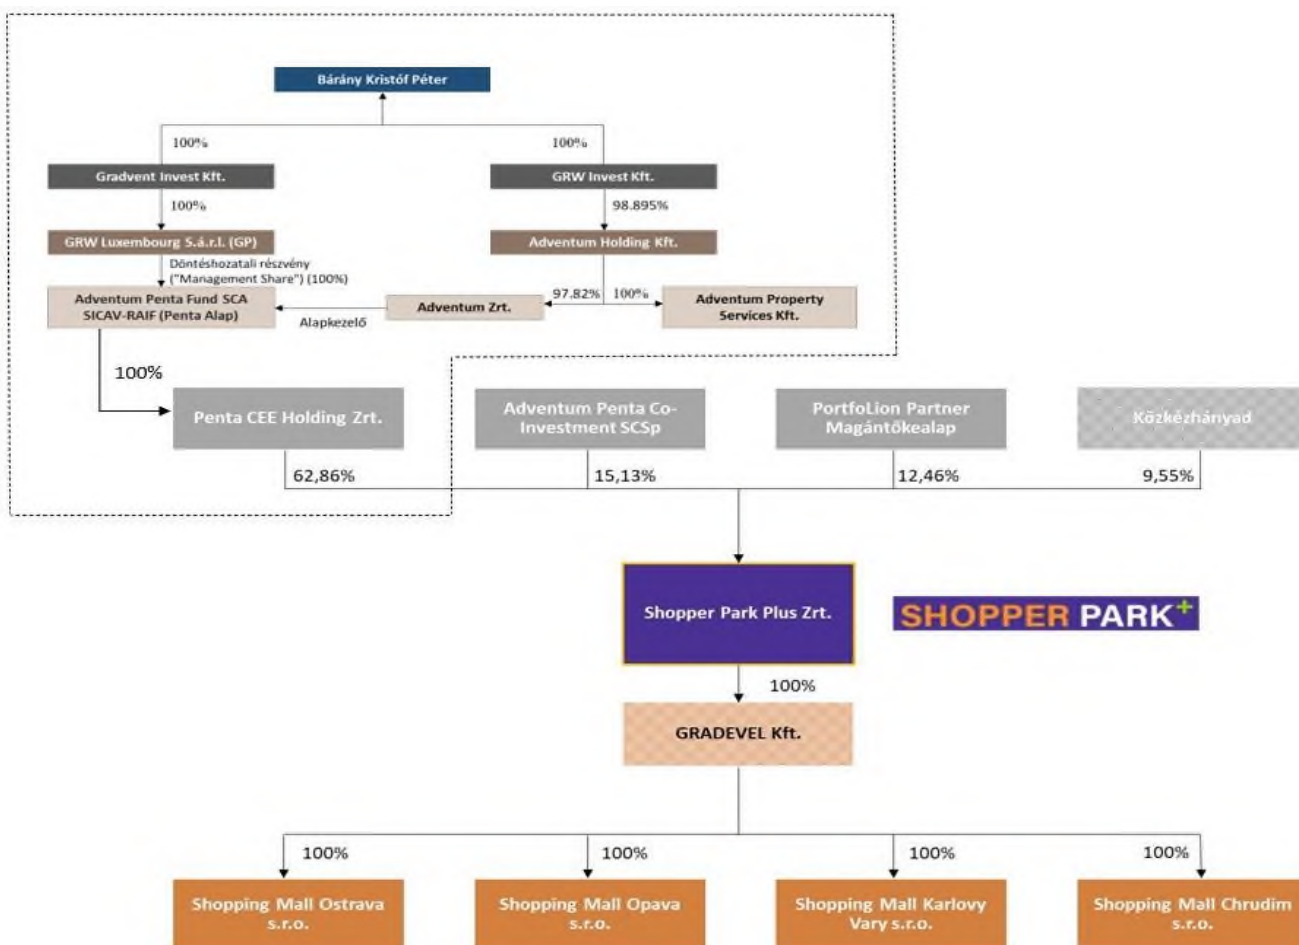 Bárány Kristóf Péter
100%
100%
Gradvent Invest Kft.
GRW Invest Kft.
100%
98.895%
GRW Luxembourg S.á.r.l. (GP)
Adventum Holding Kft.
Döntéshozatali részvény
("Management Share") (100%)
Adventum Penta Fund SCA
SICAV-RAIF (Penta Alap)
Alapkezelő
Adventum Zrt.
97.82%
100%
Adventum Property
Services Kft.
100%
Penta CEE Holding Zrt.
Adventum Penta Co-
Investment SCSp
PortfoLion Partner
Magántőkealap
Közkézhányad
62,86%
15,13%
12,46%
9,55%
Shopper Park Plus Zrt.
SHOPPER PARK+
100%
GRADEVEL Kft.
100%
100%
100%
100%
Shopping Mall Ostrava
s.r.o.
Shopping Mall Opava
s.r.o.
Shopping Mall Karlovy
Vary s.r.o.
Shopping Mall Chrudim
s.r.o.